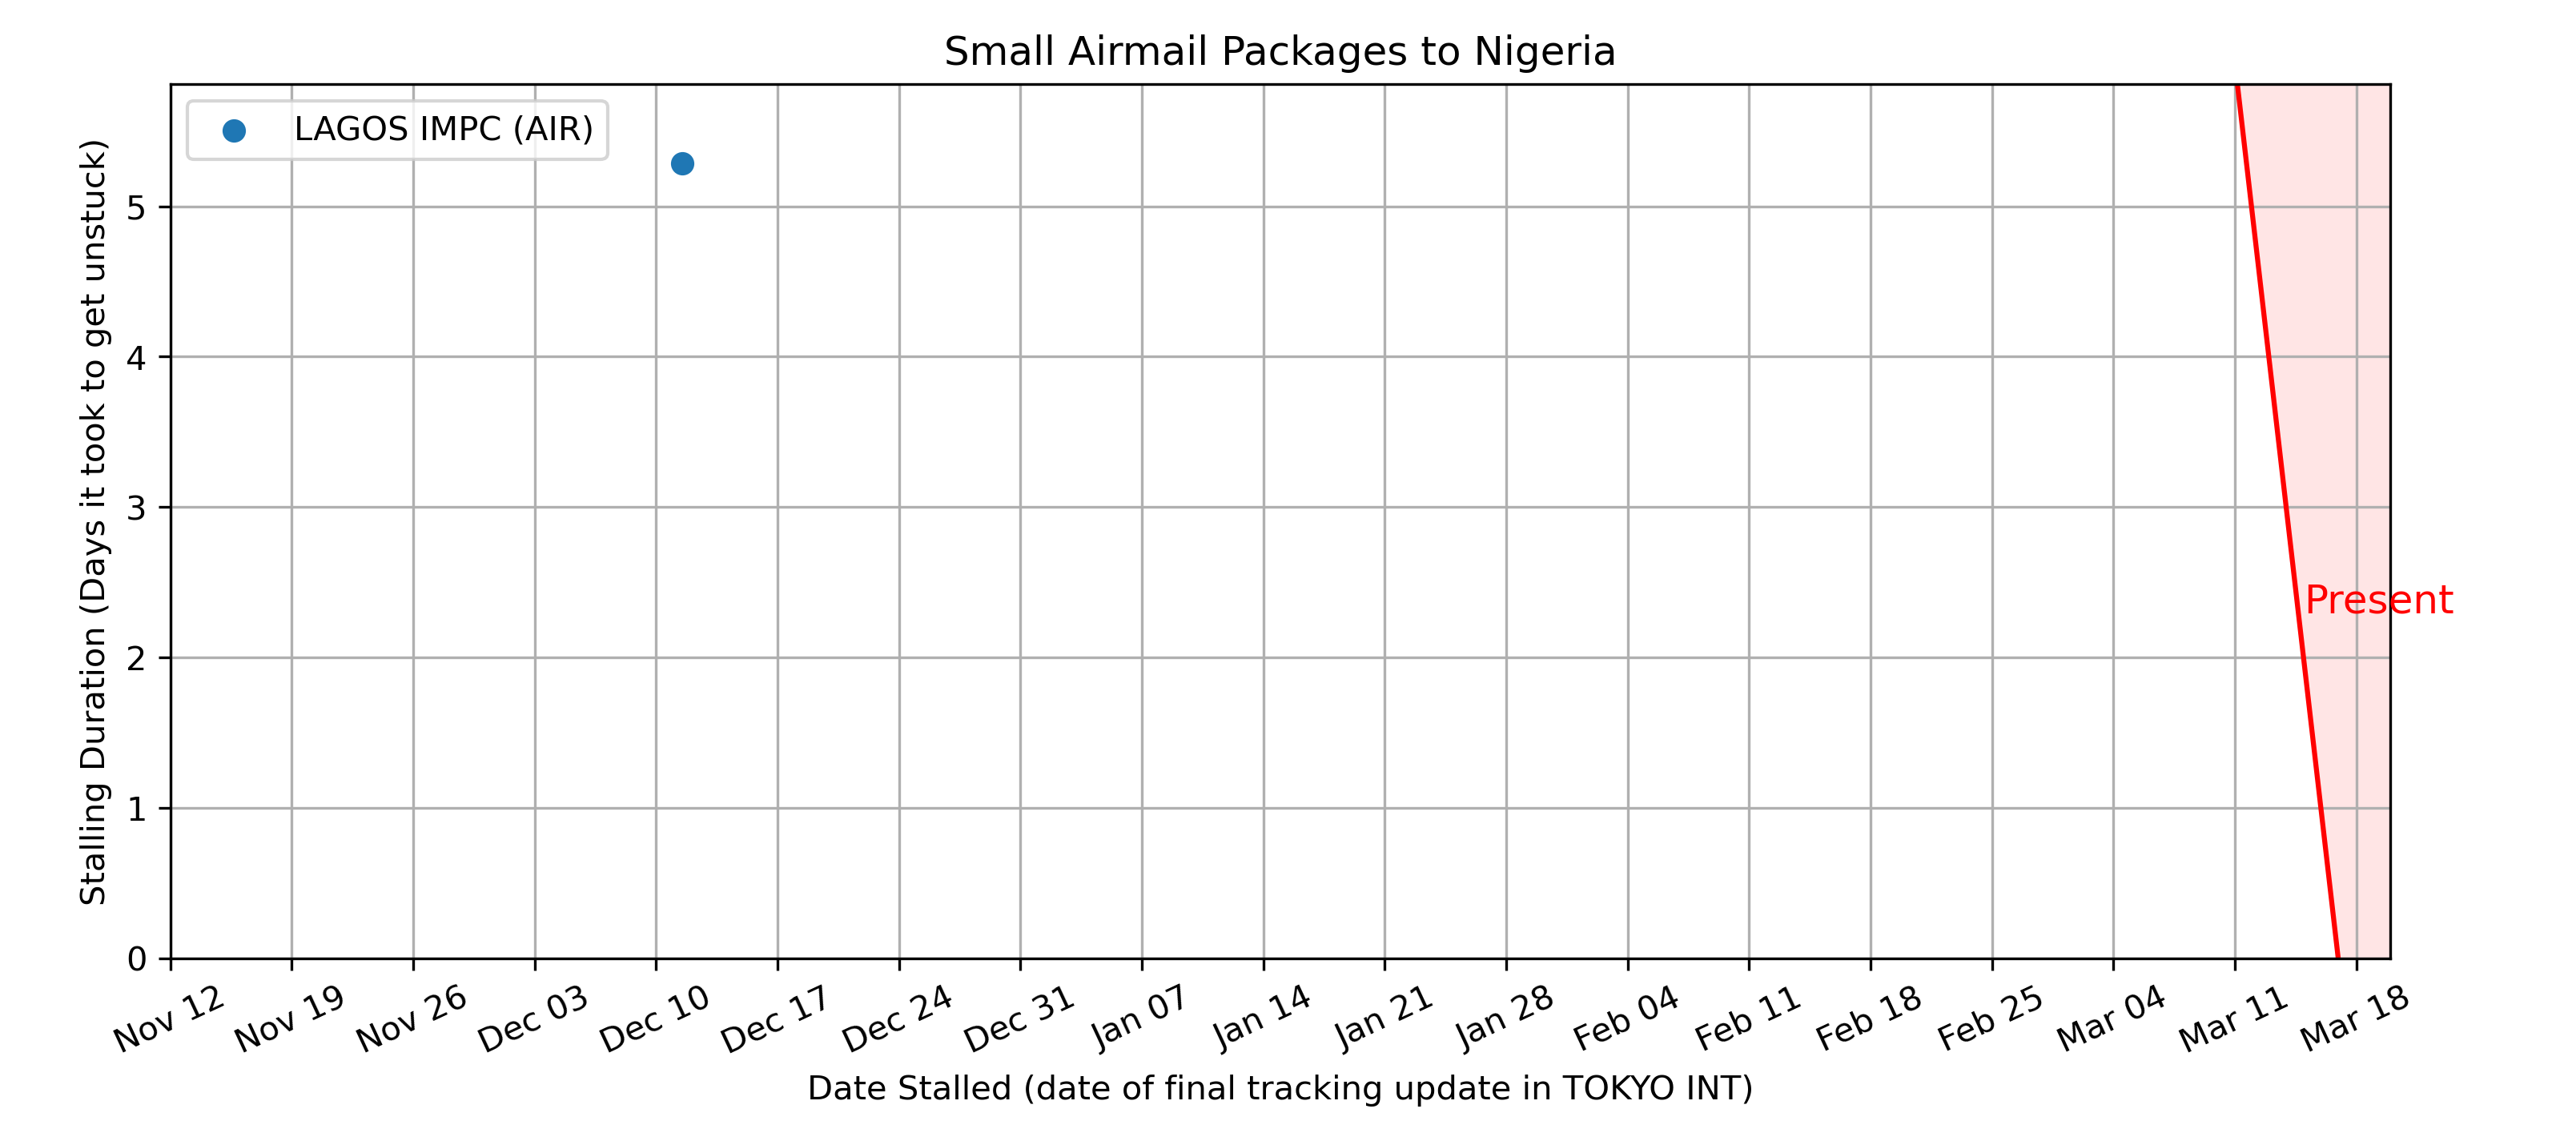 Small Airmail Packages to Nigeria
LAGOS IMPC (AIR)
Stalling Duration (Days it took to get unstuck)
5
4
3
2
1
0
Present
Nov 12
Nov 19
Nov 26
Dec 03
Dec 10
Dec 17
Dec 24
Dec 31
Jan 07
Jan 14
Jan 21
Jan 28
Feb 04
Feb 11
Feb 18
Feb 25
Mar 04
Mar 11
Mar 18
Date Stalled (date of final tracking update in TOKYO INT)